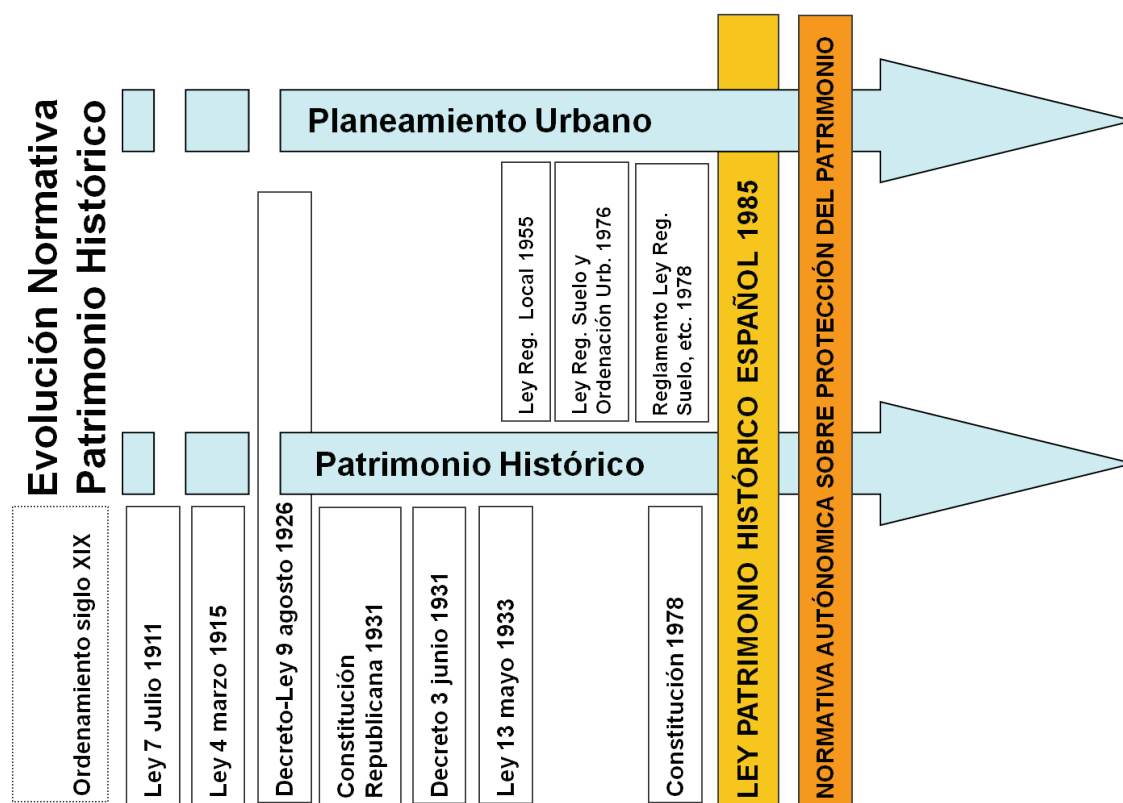 Evolución Normativa
Patrimonio Histórico
Planeamiento Urbano
Ley Reg. Local 1955
Ley Reg. Suelo y
Ordenación Urb. 1976
Reglamento Ley Reg.
Suelo, etc. 1978
Patrimonio Histórico
Ordenamiento siglo XIX
Ley 7 Julio 1911
Ley 4 marzo 1915
Decreto-Ley 9 agosto 1926
Constitución
Republicana 1931
Decreto 3 junio 1931
Ley 13 mayo 1933
Constitución 1978
LEY PATRIMONIO HISTÓRICO ESPAÑOL 1985
NORMATIVA AUTÓNOMICA SOBRE PROTECCIÓN DEL PATRIMONIO